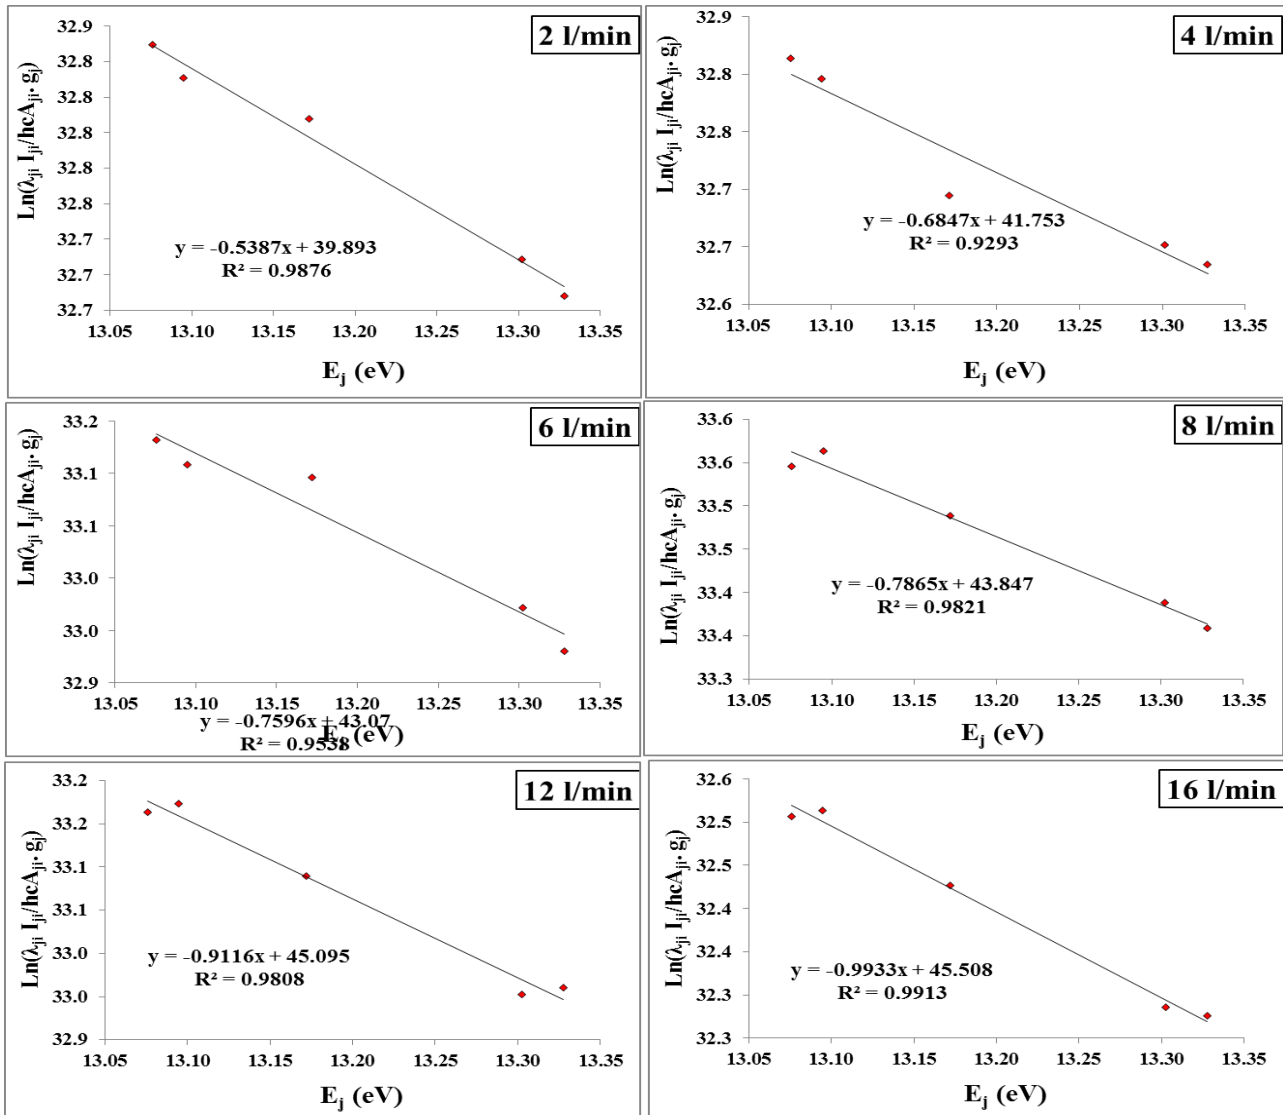 2 l/min
Ln(λji Iji/hcAji. gj)
32.9
32.8
32.8
32.8
32.8
32.8
32.7
32.7
32.7
y = -0.5387x + 39.893
R² = 0.9876
13.05 13.10 13.15 13.20 13.25 13.30 13.35
Ej (eV)
4 l/min
Ln(λji Iji/hcAji. gj)
32.9
32.8
32.8
32.7
32.7
32.6
y = -0.6847x + 41.753
R² = 0.9293
13.05 13.10 13.15 13.20 13.25 13.30 13.35
Ej (eV)
6 l/min
Ln(λji Iji/hcAji. gj)
33.2
33.1
33.1
33.0
33.0
32.9
13.05 13.10 13.15 13.20 13.25 13.30 13.35
y = -0.7596x + 43.07
R² = 0.9538
Ej (eV)
8 l/min
Ln(λji Iji/hcAji. gj)
33.6
33.6
33.5
33.5
33.4
33.4
33.3
y = -0.7865x + 43.847
R² = 0.9821
13.05 13.10 13.15 13.20 13.25 13.30 13.35
Ej (eV)
12 l/min
Ln(λji Iji/hcAji. gj)
33.2
33.2
33.1
33.1
33.0
33.0
32.9
y = -0.9116x + 45.095
R² = 0.9808
13.05 13.10 13.15 13.20 13.25 13.30 13.35
Ej (eV)
16 l/min
Ln(λji Iji/hcAji. gj)
32.6
32.5
32.5
32.4
32.4
32.3
32.3
y = -0.9933x + 45.508
R² = 0.9913
13.05 13.10 13.15 13.20 13.25 13.30 13.35
Ej (eV)